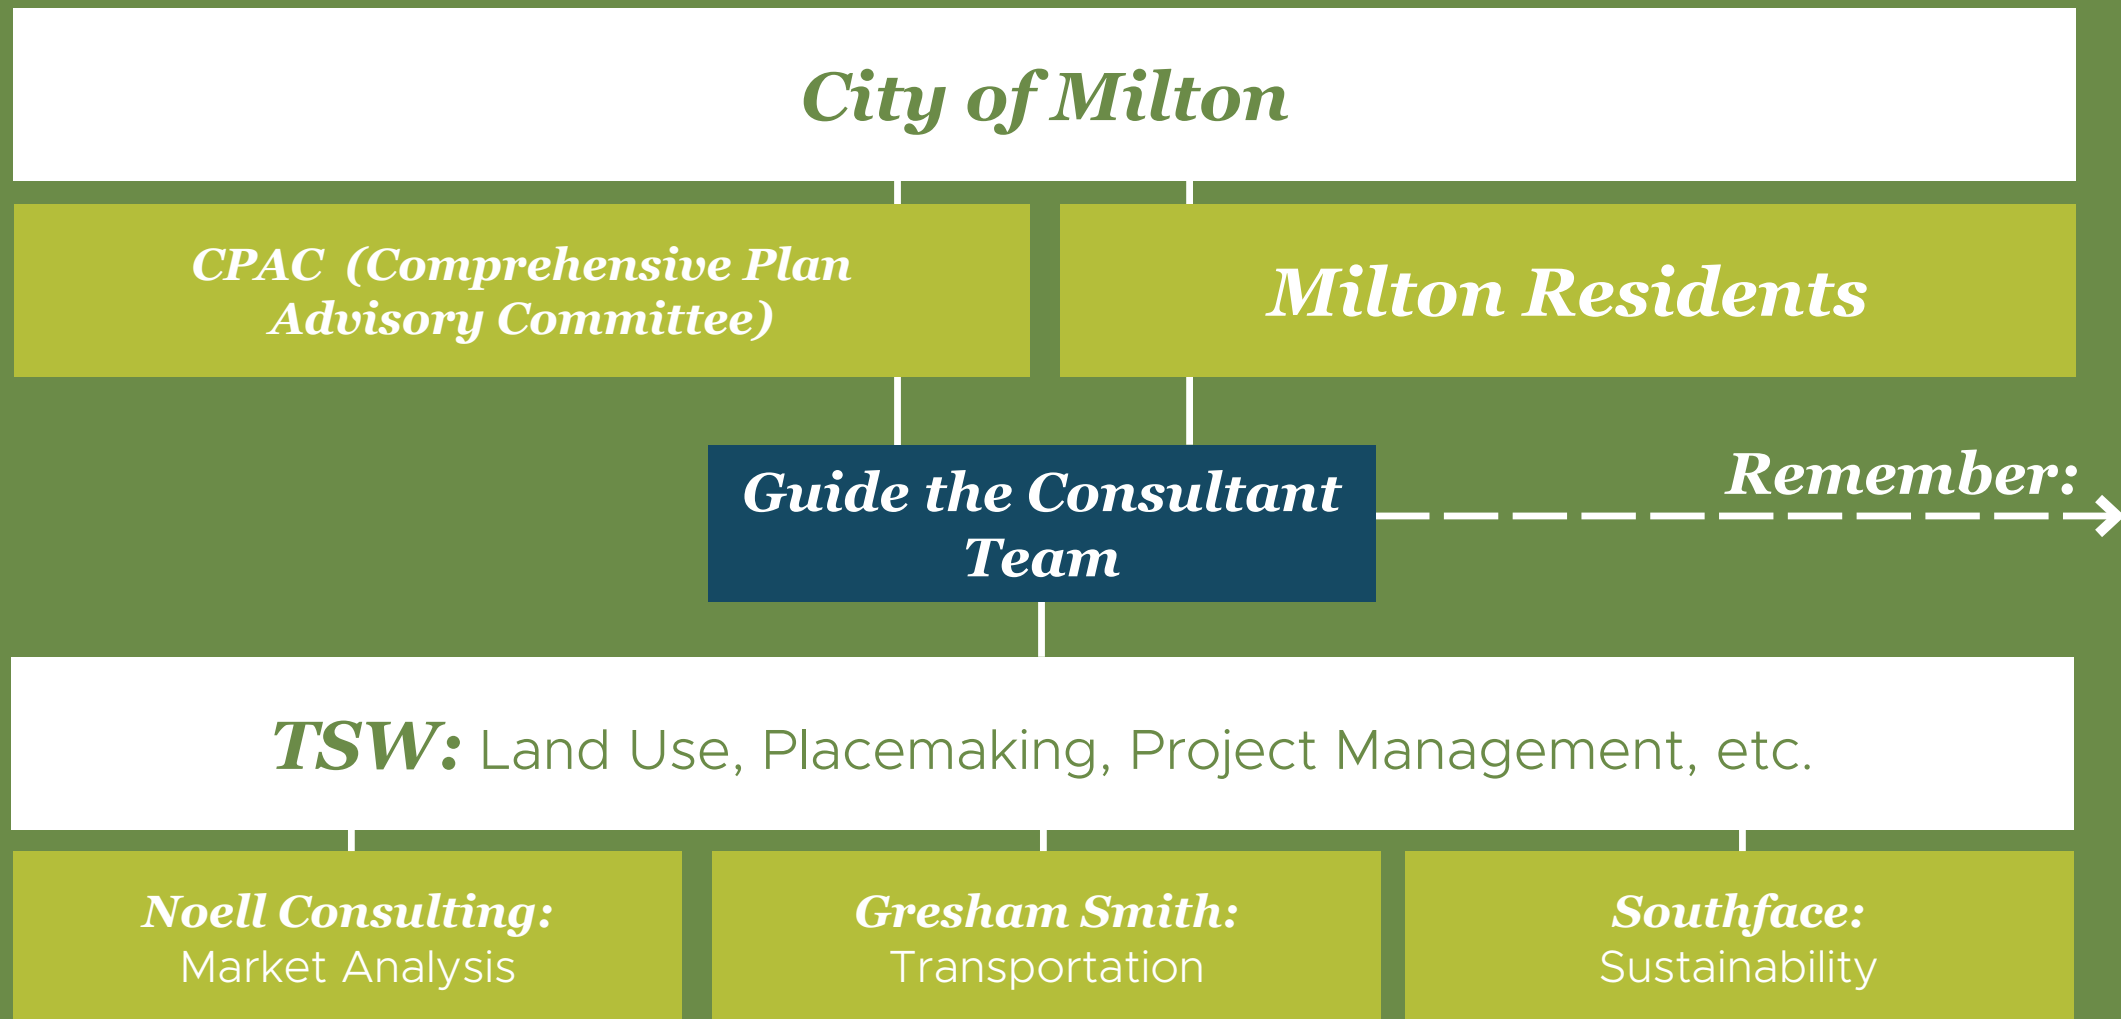 City of Milton
CPAC (Comprehensive Plan
Advisory Committee)
Milton Residents
Guide the Consultant
Team
Remember:
TSW: Land Use, Placemaking, Project Management, etc.
Noell Consulting:
Market Analysis
Gresham Smith:
Transportation
Southface:
Sustainability